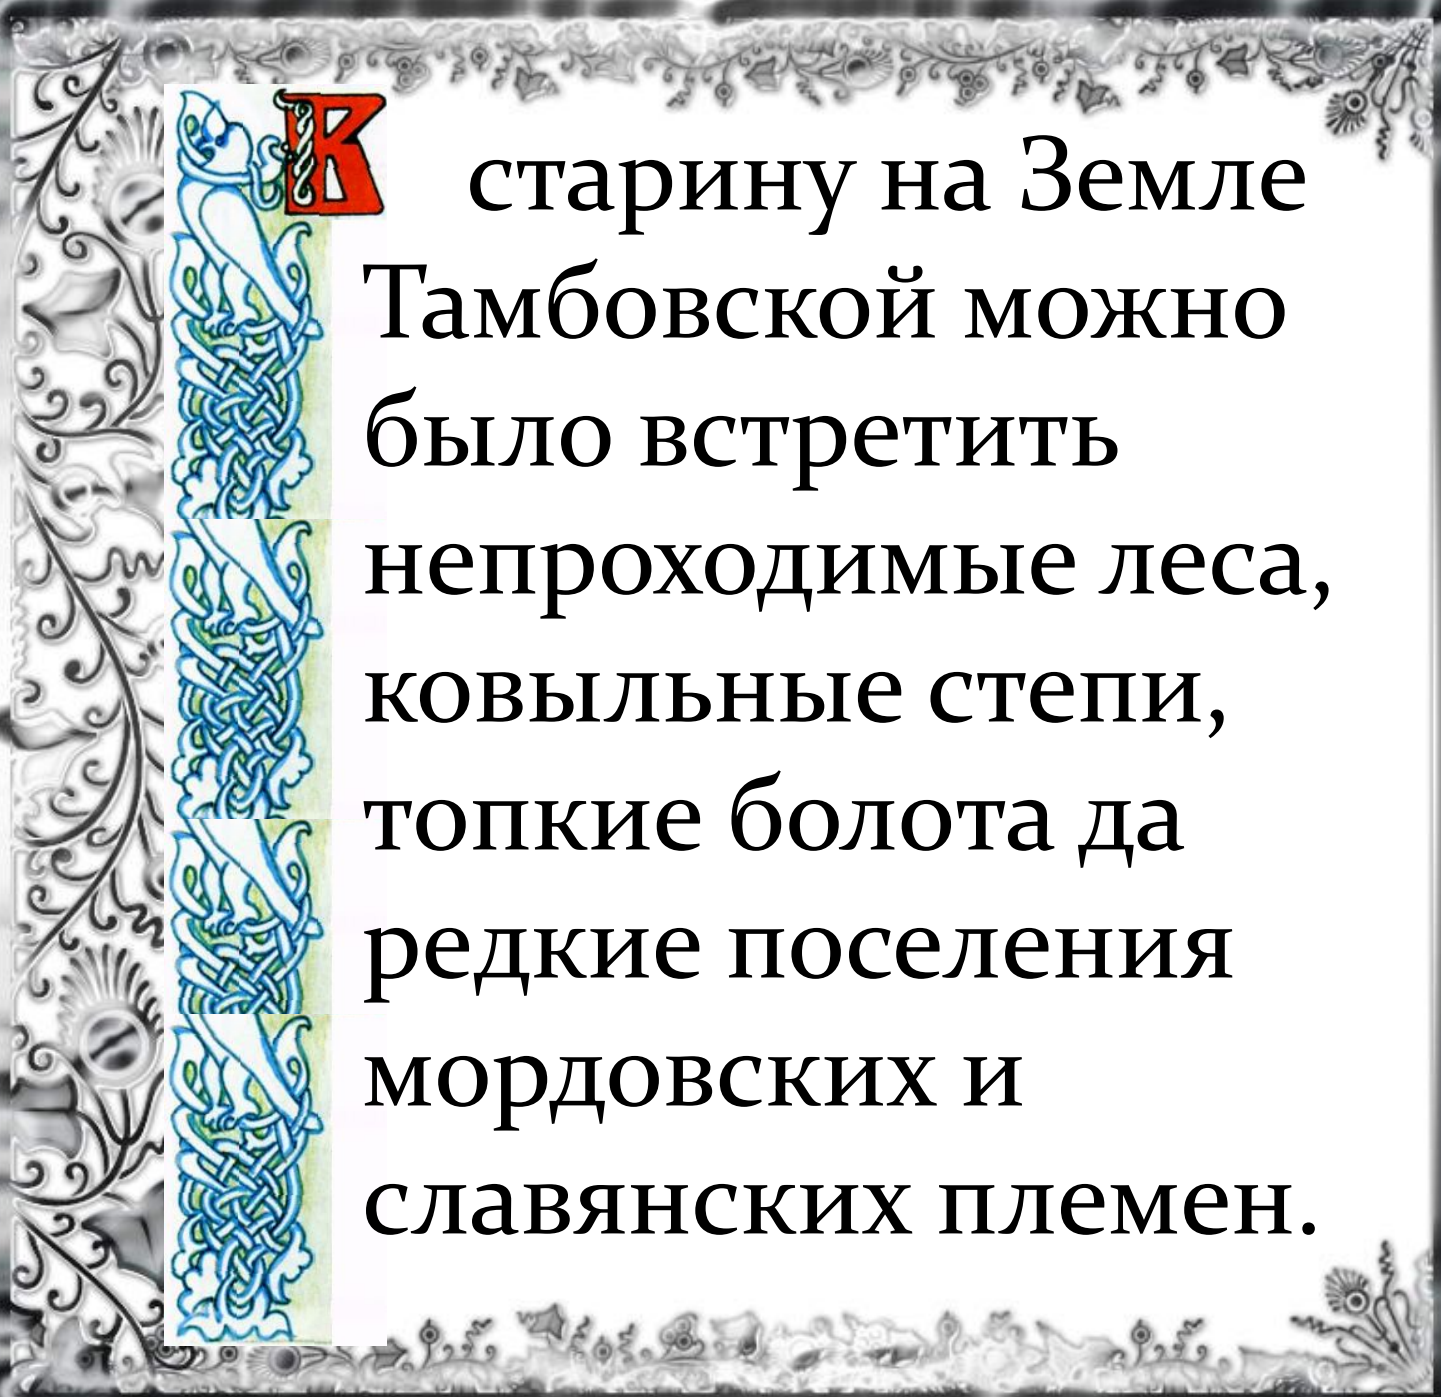 В старину на Земле
Тамбовской можно
было встретить
непроходимые леса,
ковыльные степи,
топкие болота да
редкие поселения
мордовских и
славянских племен.